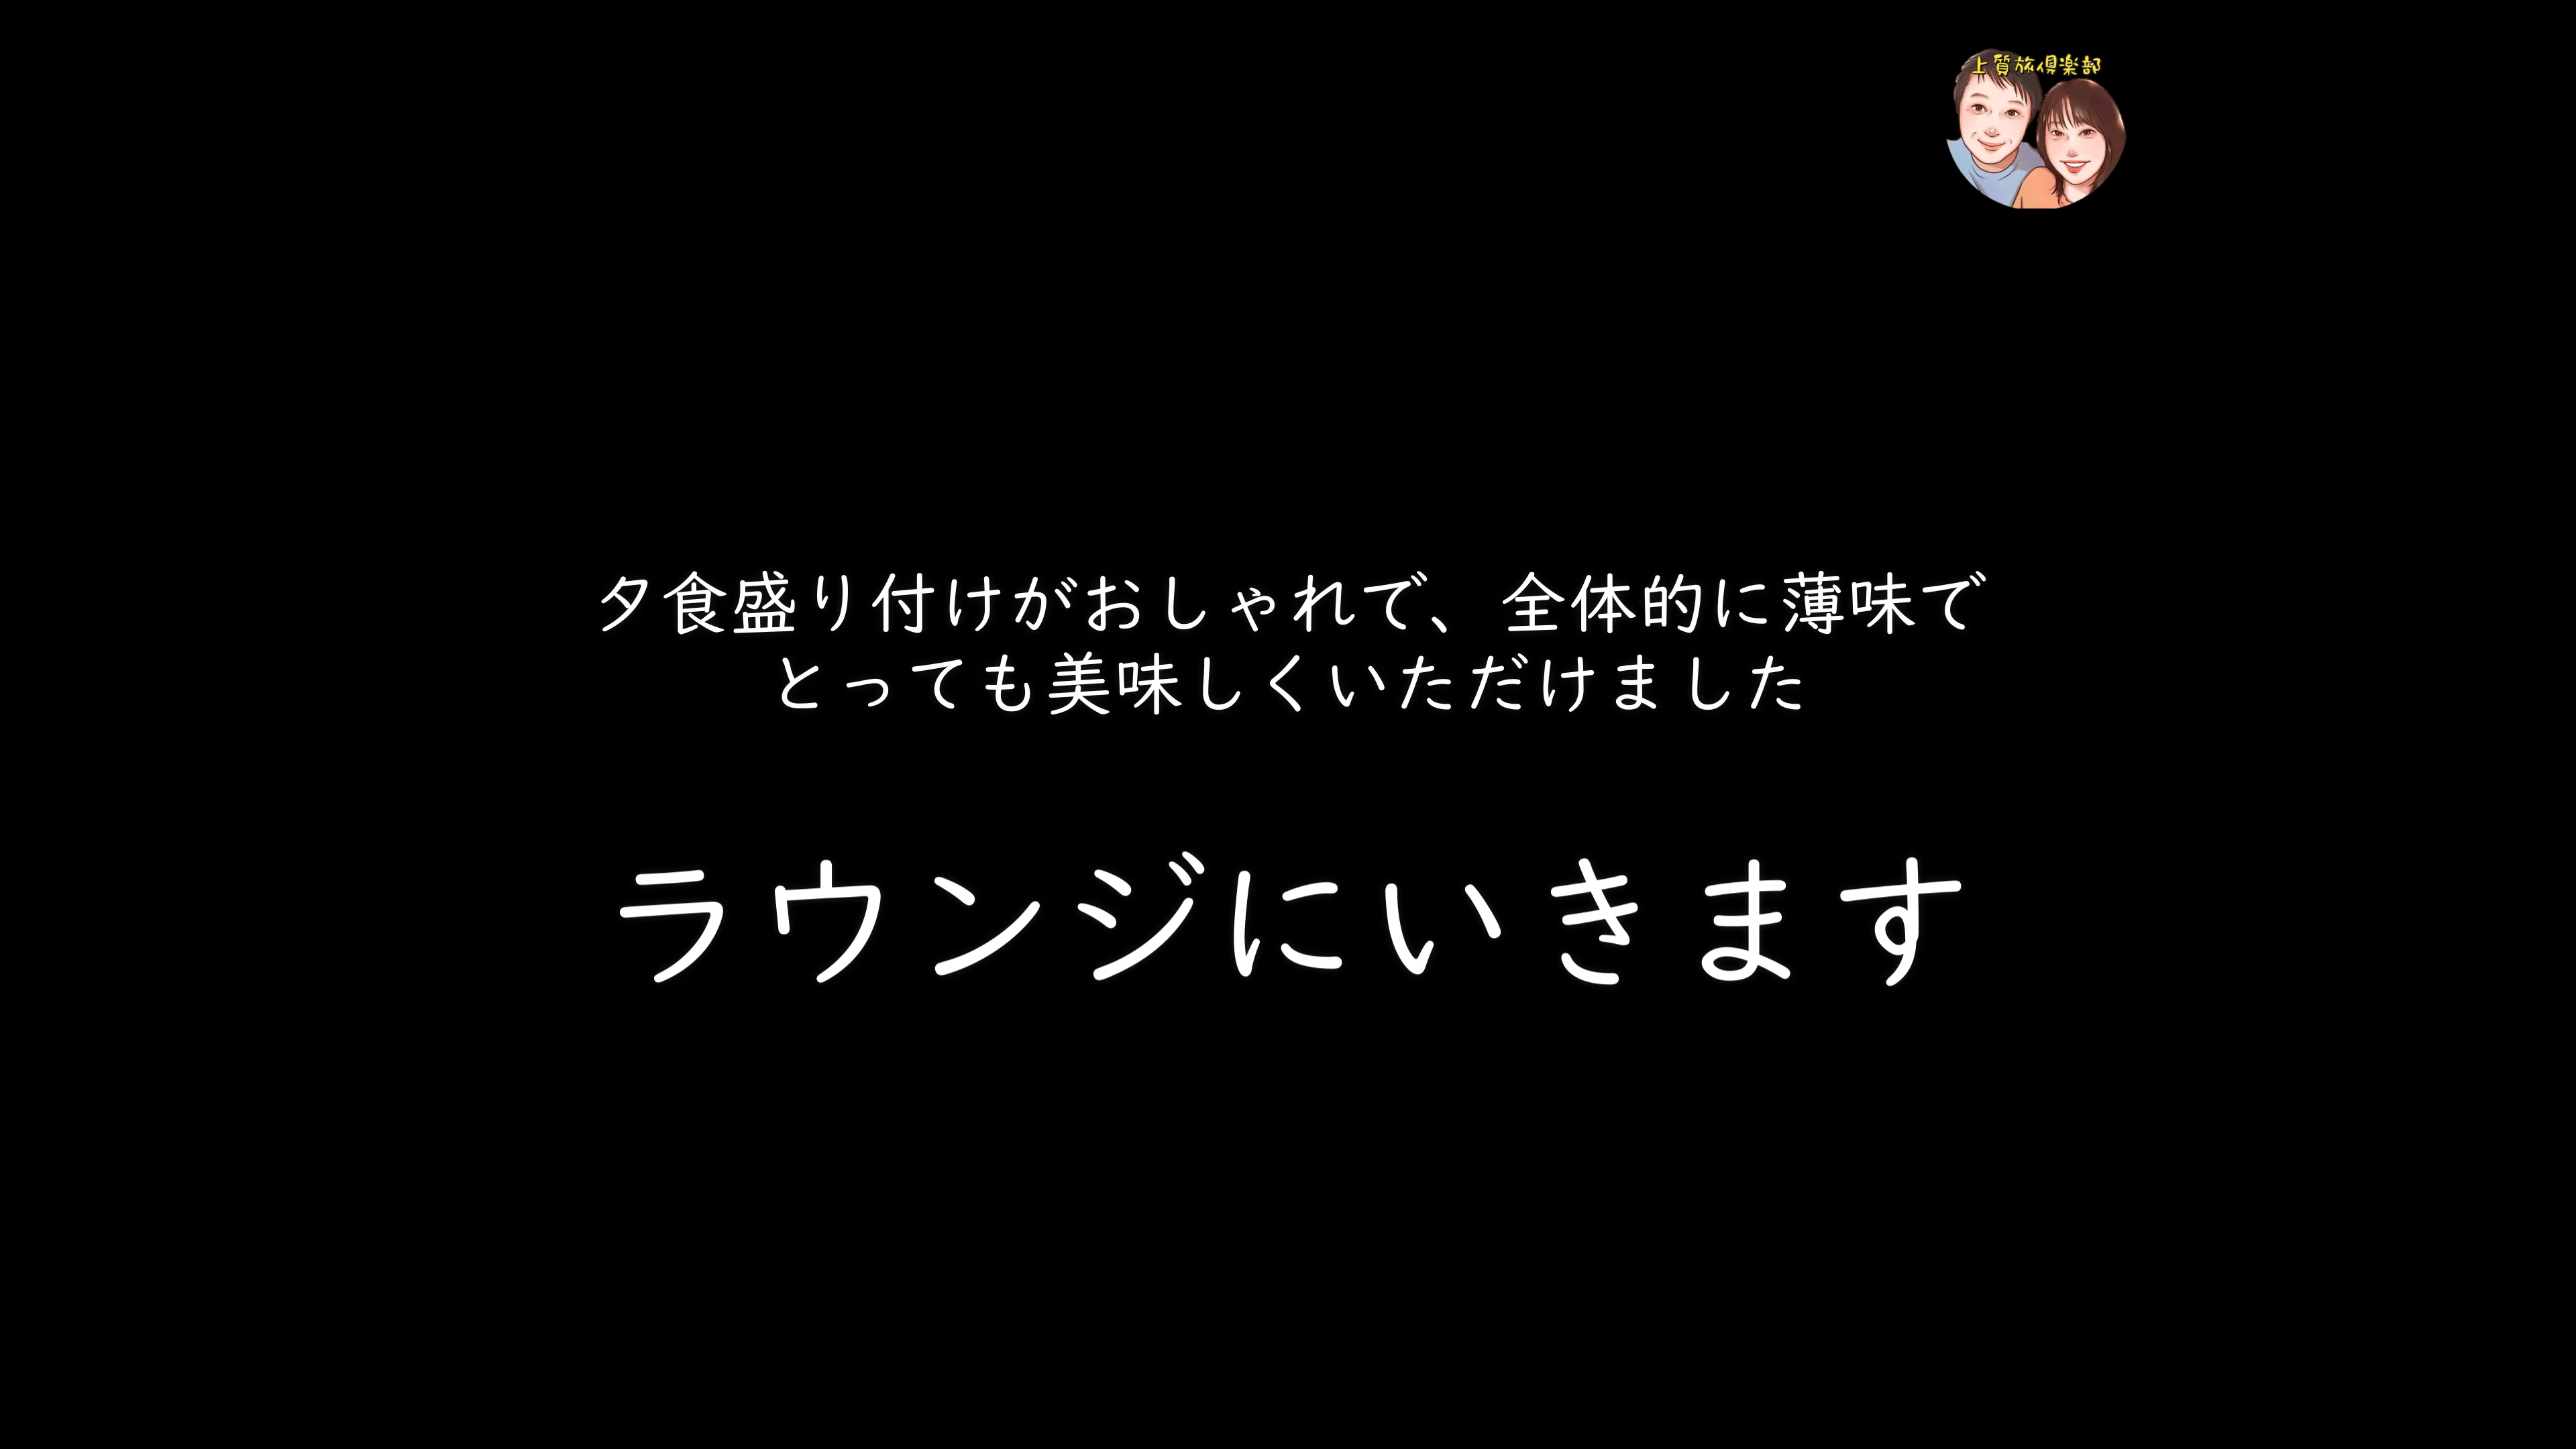 上質旅倶楽部
夕食盛り付けがおしゃれで、全体的に薄味で
とっても美味しくいただけました
ラウンジにいきます